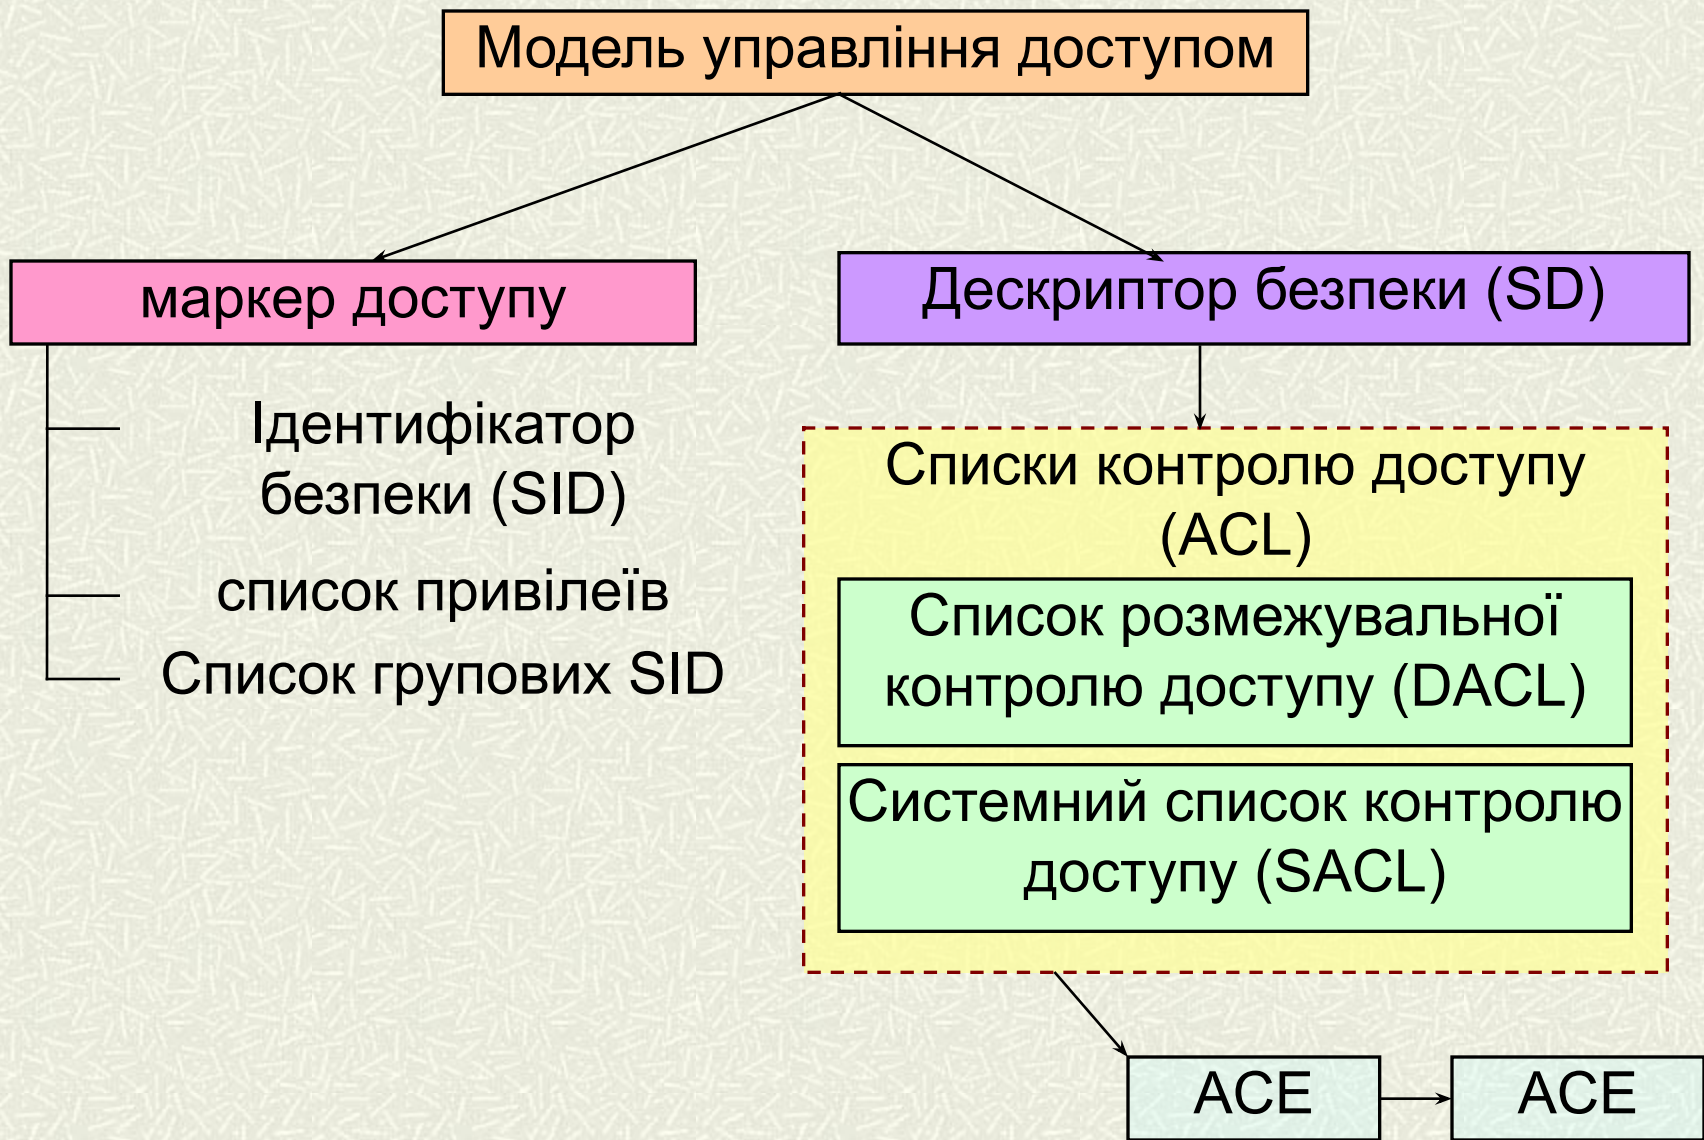 Модель управління доступом
маркер доступу
Ідентифікатор
безпеки (SID)
список привілеїв
Список групових SID
Дескриптор безпеки (SD)
Списки контролю доступу
(ACL)
Список розмежувальної
контролю доступу (DACL)
Системний список контролю
доступу (SACL)
ACE
ACE